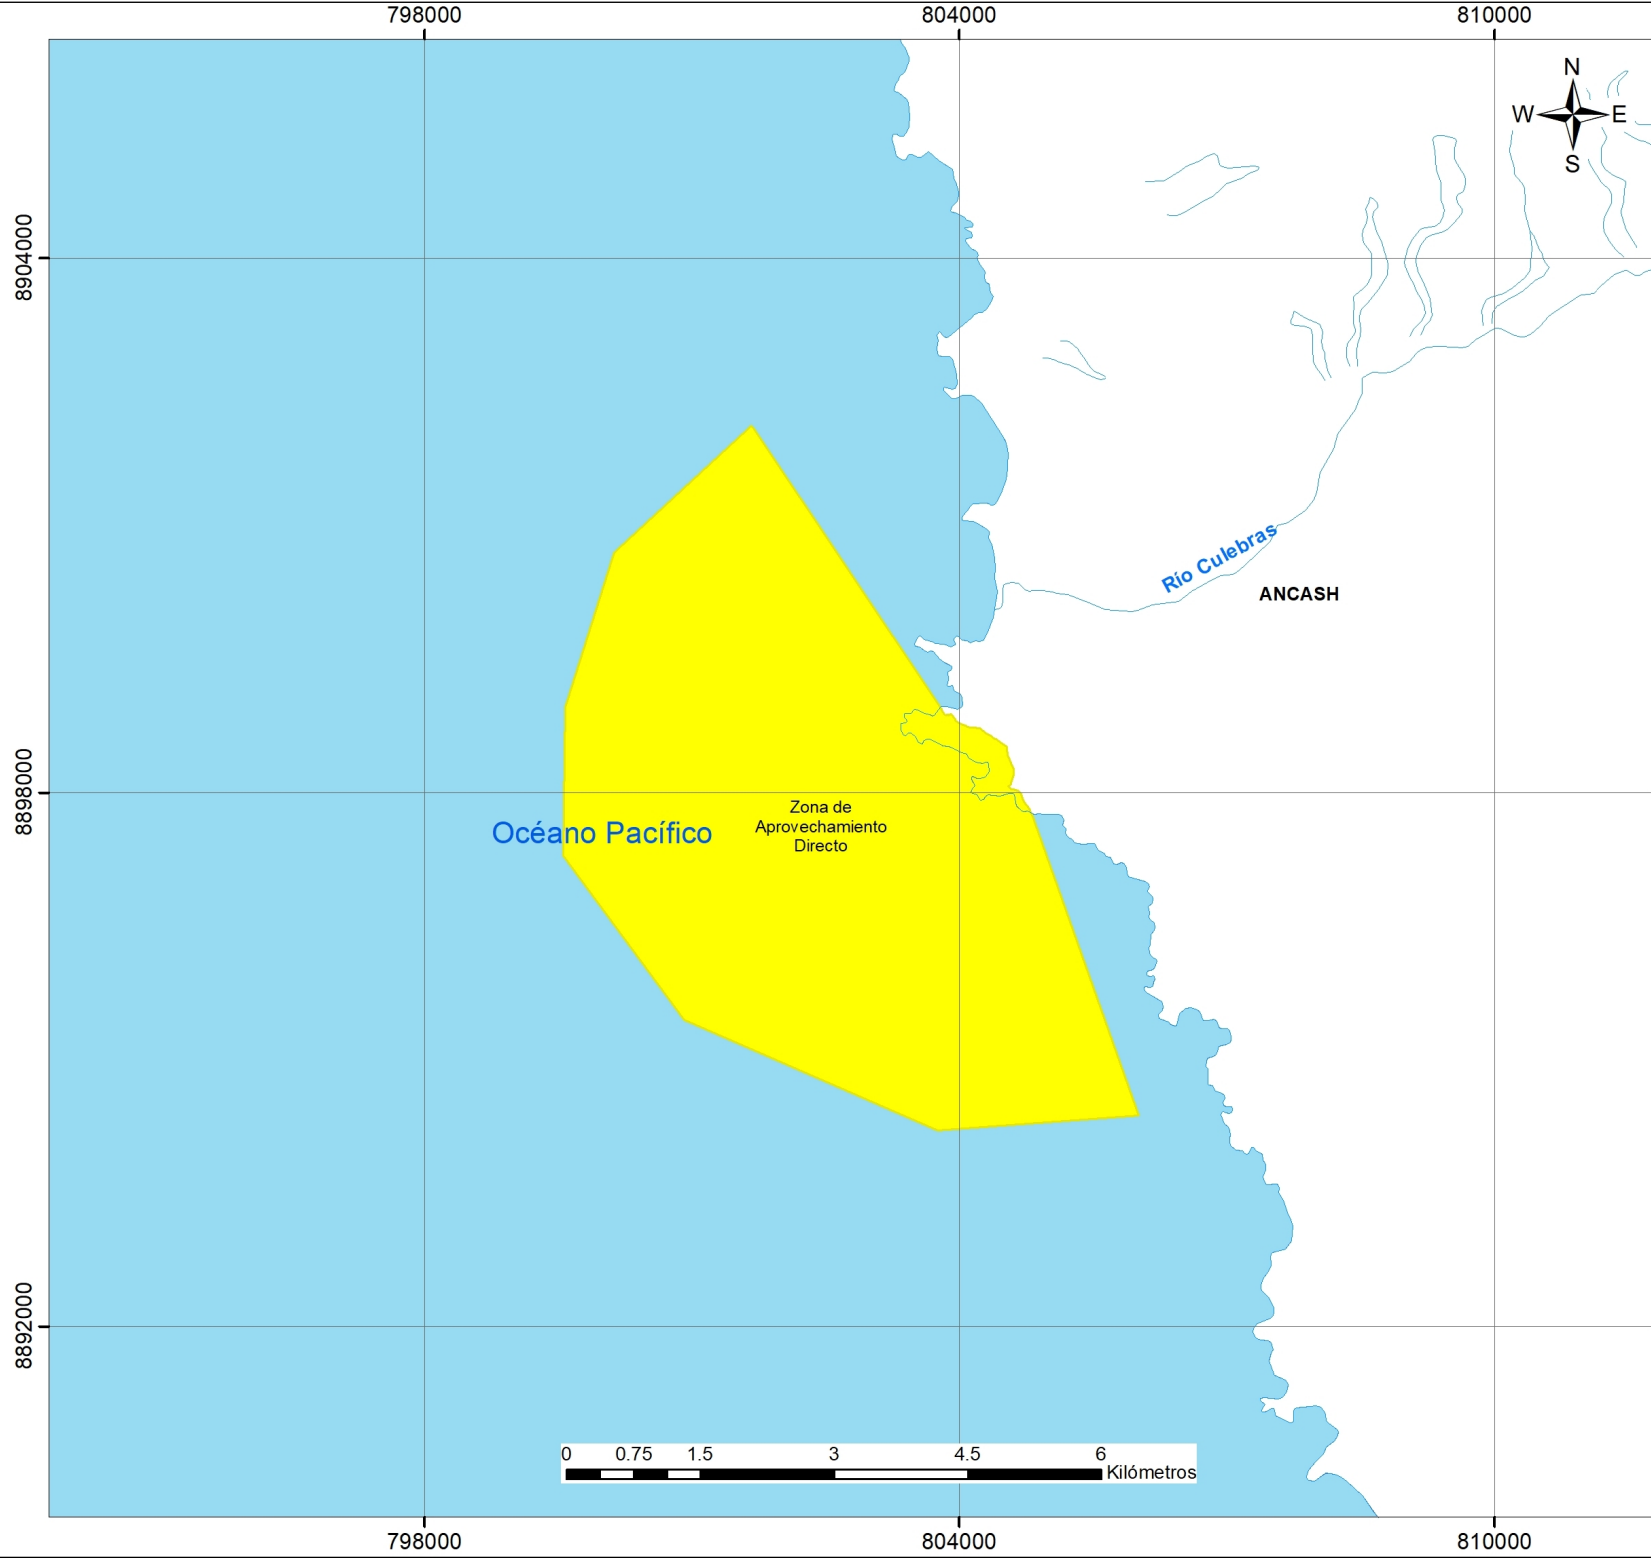 798000
804000
810000
N
W
E
S
8904000
Río Culebras
ANCASH
8898000
Zona de
Aprovechamiento
Directo
Océano Pacífico
8892000
0 0.75 1.5 3 4.5 6
Kilómetros
798000
804000
810000